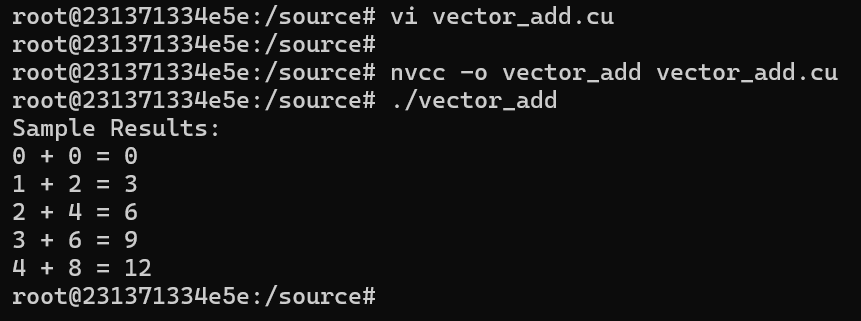 root@231371334e5e:/source# vi vector_add.cu
root@231371334e5e:/source#
root@231371334e5e:/source# nvcc -o vector_add vector_add.cu
root@231371334e5e:/source# ./vector_add
Sample Results:
0 + 0 = 0
1 + 2 = 3
2 + 4 = 6
3 + 6 = 9
4 + 8 = 12
root@231371334e5e:/source#